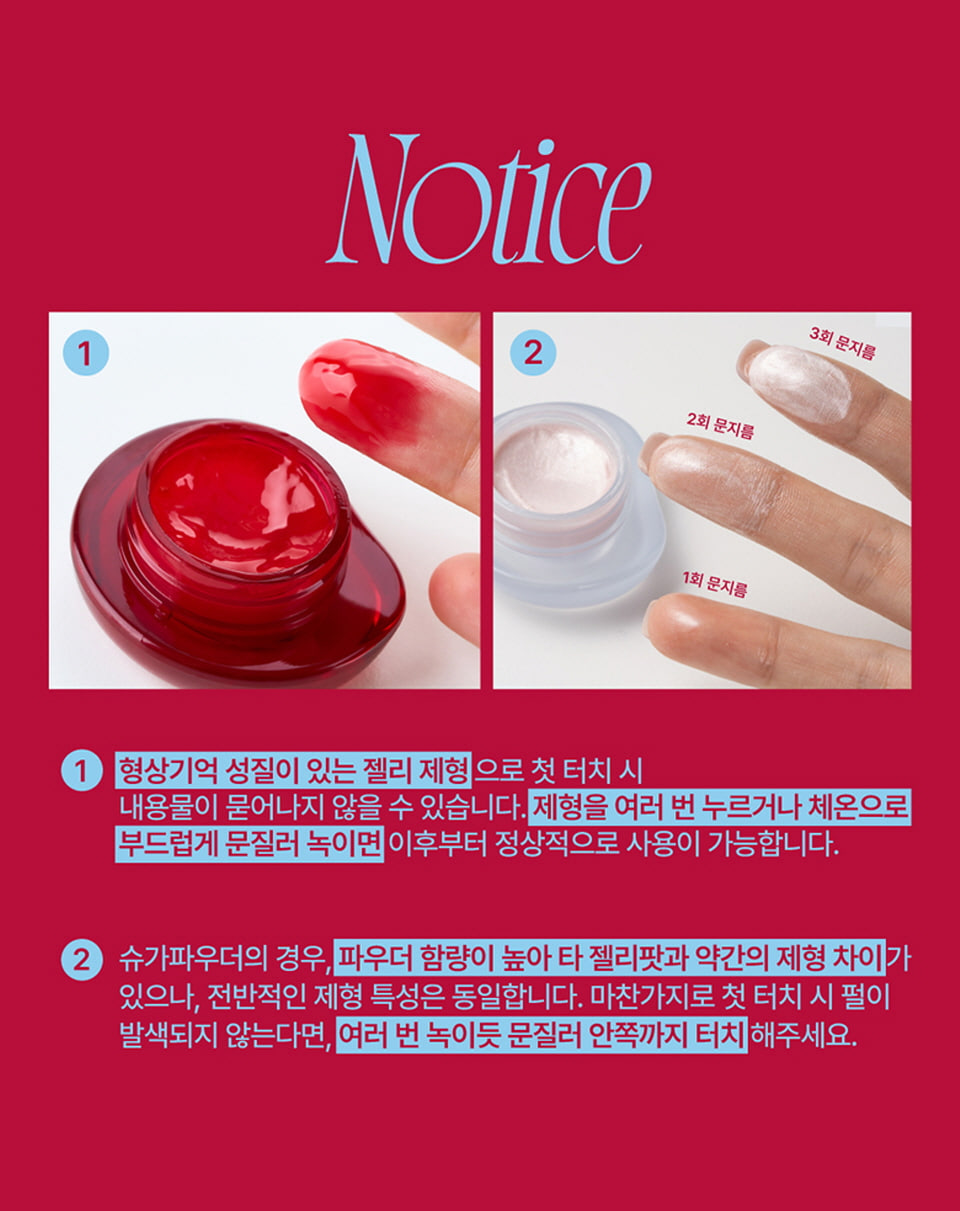 Notice
1
2
3회 문지름
2회 문지름
1회 문지름
1 형상기억 성질이 있는 젤리 제형으로 첫 터치 시
내용물이 묻어나지 않을 수 있습니다. 제형을 여러 번 누르거나 체온으로
부드럽게 문질러 녹이면 이후부터 정상적으로 사용이 가능합니다.
2 슈가파우더의 경우, 파우더 함량이 높아 타 젤리팟과 약간의 제형 차이가
있으나, 전반적인 제형 특성은 동일합니다. 마찬가지로 첫 터치 시 펄이
발색되지 않는다면, 여러 번 녹이듯 문질러 안쪽까지 터치해주세요.